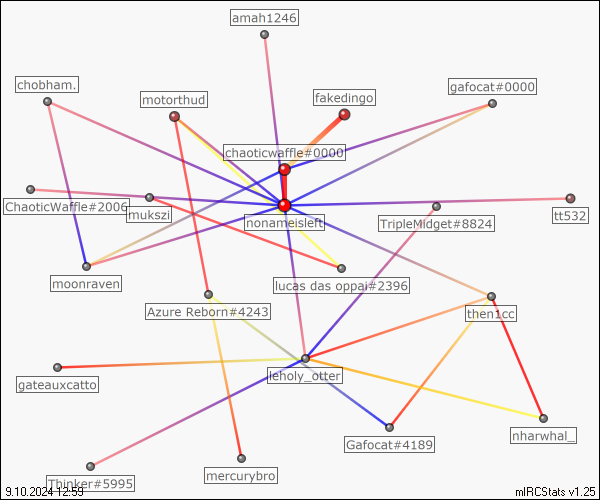 amah1246
chobham.
gafocat#0000
motorthud
fakedingo
chaoticwaffle#0000
ChaoticWaffle#2006
mukszi
nonameisleft
TripleMidget#8824
tt532
moonraven
lucas das oppai#2396
Azure Reborn#4243
then1cc
leholy_otter
gateauxcatto
Gafocat#4189
nharwhal_
mercurybro
Thinker#5995
9.10.2024 12:59
mIRCStats v1.25